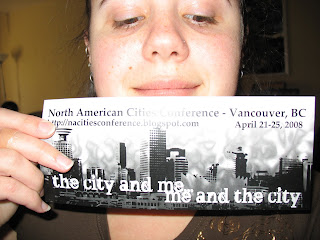 North American Cities Conference - Vancouver, BC
http://nacitiesconference.blogspot.com April 21-25, 2008
the city and me,
me and the city